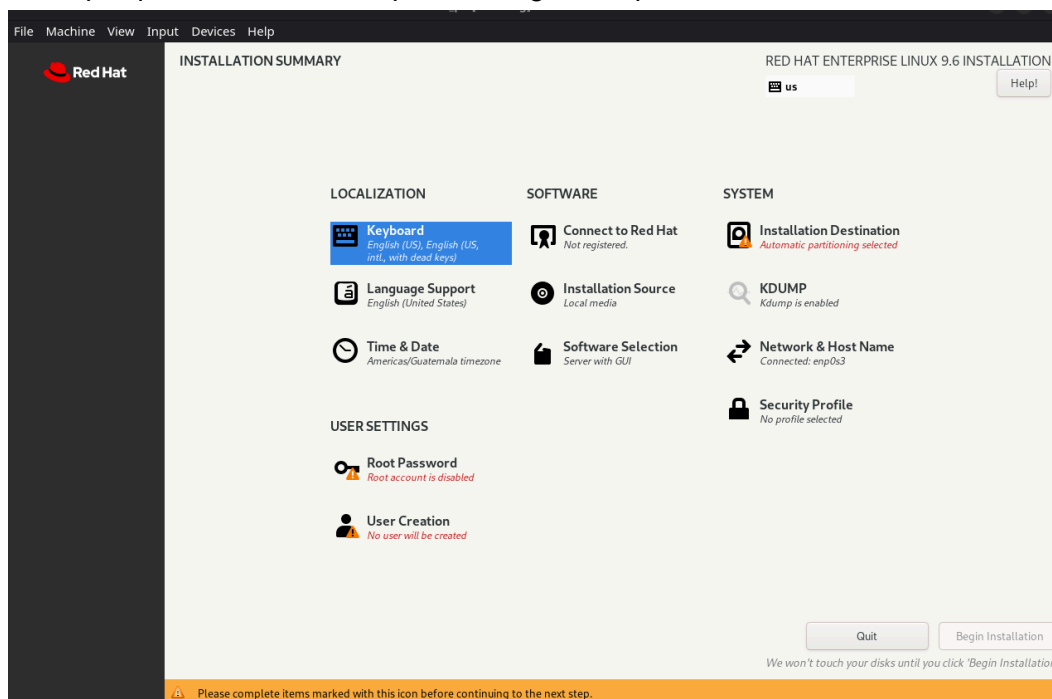 File Machine View Input Devices Help
Red Hat
INSTALLATION SUMMARY
RED HAT ENTERPRISE LINUX 9.6 INSTALLATION
us
Help!
LOCALIZATION
Keyboard
English (US), English (US,
intl., with dead keys)
Language Support
English (United States)
Time & Date
Americas/Guatemala timezone
SOFTWARE
Connect to Red Hat
Not registered.
Installation Source
Local media
Software Selection
Server with GUI
SYSTEM
Installation Destination
Automatic partitioning selected
KDUMP
Kdump is enabled
Network & Host Name
Connected: enp0s3
Security Profile
No profile selected
USER SETTINGS
Root Password
Root account is disabled
User Creation
No user will be created
Quit
Begin Installation
We won't touch your disks until you click 'Begin Installation
Please complete items marked with this icon before continuing to the next step.